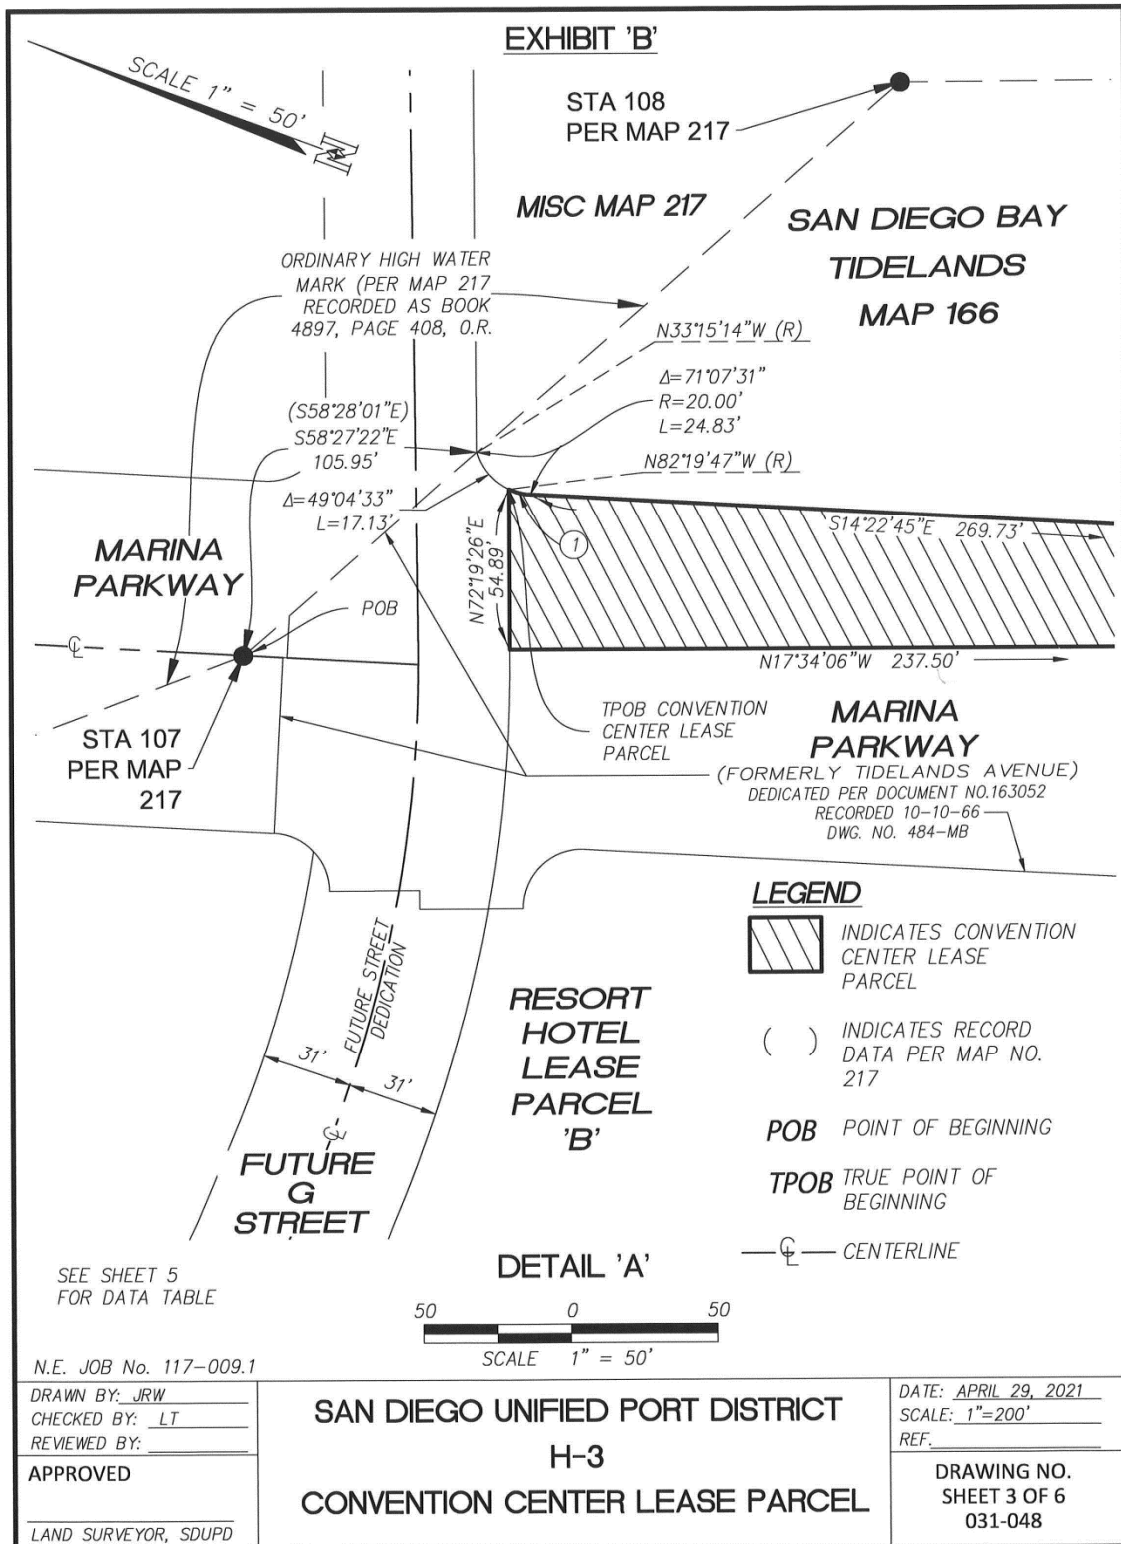 EXHIBIT 'B'
SCALE 1" = 50'
N
STA 108
PER MAP 217
MISC MAP 217
SAN DIEGO BAY
TIDELANDS
MAP 166
ORDINARY HIGH WATER
MARK (PER MAP 217
RECORDED AS BOOK
4897, PAGE 408, O.R.
N33°15'14"W (R)
Δ=71°07'31"
R=20.00'
L=24.83'
(S58°28'01"E)
S58°27'22"E
105.95'
N82°19'47"W (R)
Δ=49°04'33"
L=17.13'
S14°22'45"E 269.73'
1
N72°19'26"E
54.89'
MARINA
PARKWAY
POB
℄
N17°34'06"W 237.50'
STA 107
PER MAP
217
TPOB CONVENTION
CENTER LEASE
PARCEL
MARINA
PARKWAY
(FORMERLY TIDELANDS AVENUE)
DEDICATED PER DOCUMENT NO.163052
RECORDED 10-10-66
DWG. NO. 484-MB
LEGEND
INDICATES CONVENTION
CENTER LEASE
PARCEL
( ) INDICATES RECORD
DATA PER MAP NO.
217
POB POINT OF BEGINNING
TPOB TRUE POINT OF
BEGINNING
℄ CENTERLINE
FUTURE STREET
DEDICATION
31'
31'
℄
RESORT
HOTEL
LEASE
PARCEL
'B'
FUTURE
G
STREET
DETAIL 'A'
SEE SHEET 5
FOR DATA TABLE
50 0 50
SCALE 1" = 50'
N.E. JOB No. 117-009.1
DRAWN BY: JRW
CHECKED BY: LT
REVIEWED BY:
APPROVED
LAND SURVEYOR, SDUPD
SAN DIEGO UNIFIED PORT DISTRICT
H-3
CONVENTION CENTER LEASE PARCEL
DATE: APRIL 29, 2021
SCALE: 1"=200'
REF.
DRAWING NO.
SHEET 3 OF 6
031-048